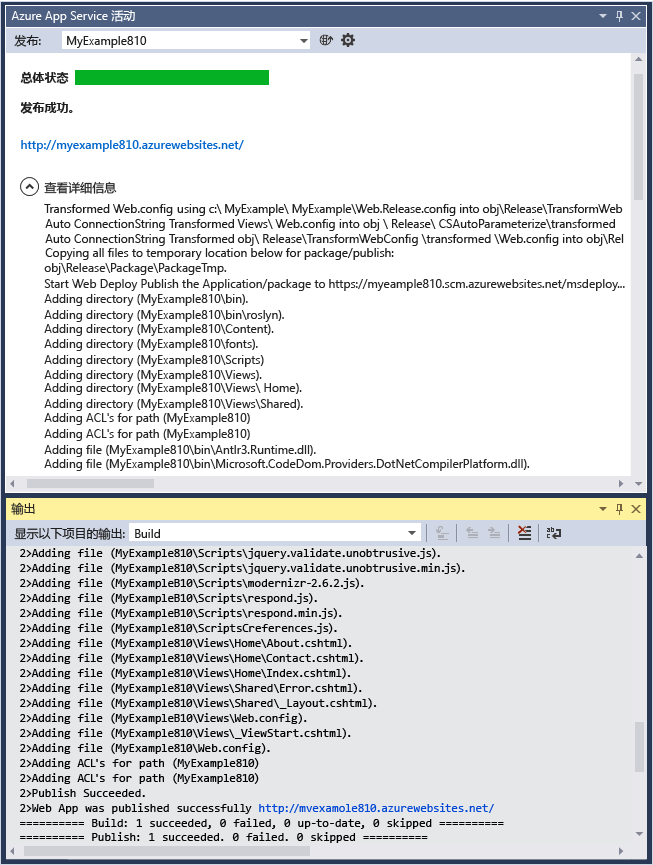 Azure App Service 活动
发布: MyExample810
总体状态
发布成功。
http://myexample810.azurewebsites.net/
查看详细信息
Transformed Web.config using c:\ MyExample\ MyExample\Web.Release.config into obj\Release\TransformWeb
Auto ConnectionString Transformed Views\ Web.config into obj \ Release\ CSAutoParameterize\transformed
Auto ConnectionString Transformed obj\ Release\TransformWebConfig \transformed \Web.config into obj\Rel
Copying all files to temporary location below for package/publish:
obj\Release\Package\PackageTmp.
Start Web Deploy Publish the Application/package to https://myeample810.scm.azurewebsites.net/msdeploy...
Adding directory (MyExample810\bin).
Adding directory (MyExample810\bin\roslyn).
Adding directory (MyExample810\Content).
Adding directory (MyExample810\fonts).
Adding directory (MyExample810\Scripts)
Adding directory (MyExample810\Views).
Adding directory (MyExample810\Views\ Home).
Adding directory (MyExample810\Views\Shared).
Adding ACL's for path (MyExample810)
Adding ACL's for path (MyExample810)
Adding file (MyExample810\bin\Antlr3.Runtime.dll).
Adding file (MyExample810\bin\Microsoft.CodeDom.Providers.DotNetCompilerPlatform.dll).
输出
显示以下项目的输出: Build
2>Adding file (MyExample810\Scripts\jquery.validate.unobtrusive.js).
2>Adding file (MyExample810\Scripts\jquery.validate.unobtrusive.min.js).
2>Adding file (MyExampleB10\Scripts\modernizr-2.6.2.js).
2>Adding file (MyExampleB10\Scripts\respond.js).
2>Adding file (MyExampleB10\Scripts\respond.min.js).
2>Adding file (MyExample810\ScriptsCreferences.js).
2>Adding file (MyExample810\Views\Home\About.cshtml).
2>Adding file (MyExample810\Views\Home\Contact.cshtml).
2>Adding file (MyExample810\Views\Home\Index.cshtml).
2>Adding file (MyExample810\Views\Shared\Error.cshtml).
2>Adding file (MyExample810\Views\Shared\_Layout.cshtml).
2>Adding file (MyExampleB10\Views\Web.config).
2>Adding file (MyExample810\Views\_ViewStart.cshtml).
2>Adding file (MyExample810\Web.config).
2>Adding ACL's for path (MyExample810)
2>Adding ACL's for path (MyExample810)
2>Publish Succeeded.
2>Web App was published successfully http://mvexamole810.azurewebsites.net/
========== Build: 1 succeeded, 0 failed, 0 up-to-date, 0 skipped ==========
========== Publish: 1 succeeded. 0 failed. 0 skipped ==========